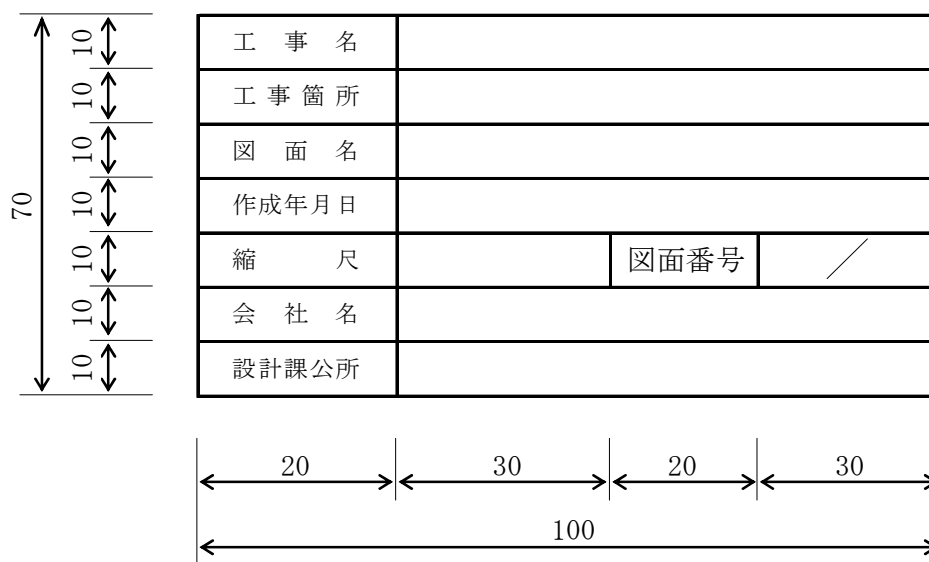 10 工 事 名
10 工 事 箇 所
10 図 面 名
70 10 作成年月日
10 縮 尺 図面番号 ／
10 会 社 名
10 設計課公所
20 30 20 30
100